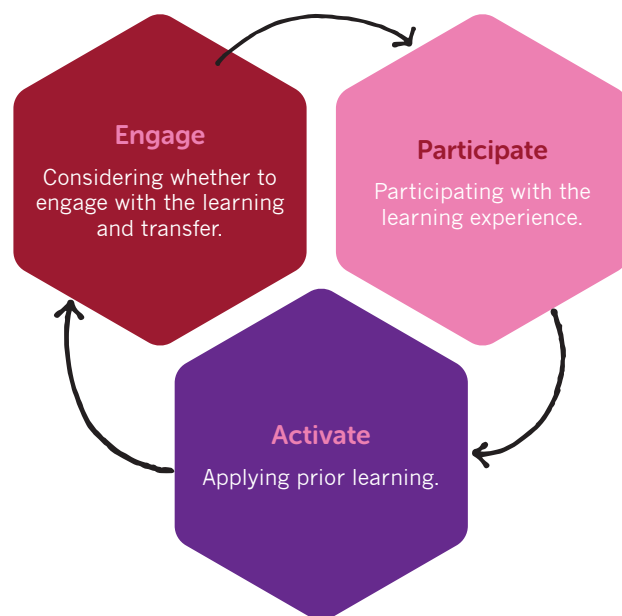 Engage
Considering whether to
engage with the learning
and transfer.
Participate
Participating with the
learning experience.
Activate
Applying prior learning.